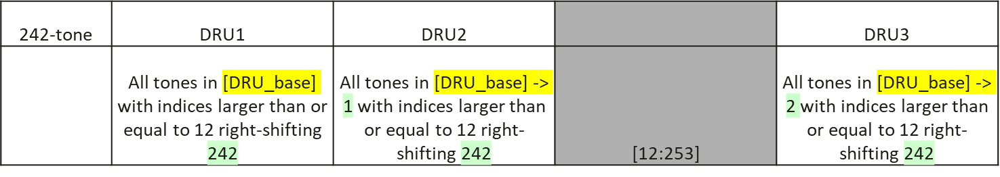 242-tone DRU1 DRU2 DRU3
All tones in [DRU_base]
with indices larger than or
equal to 12 right-shifting
242
All tones in [DRU_base] ->
1 with indices larger than
or equal to 12 right-
shifting 242
[12:253]
All tones in [DRU_base] ->
2 with indices larger than
or equal to 12 right-
shifting 242